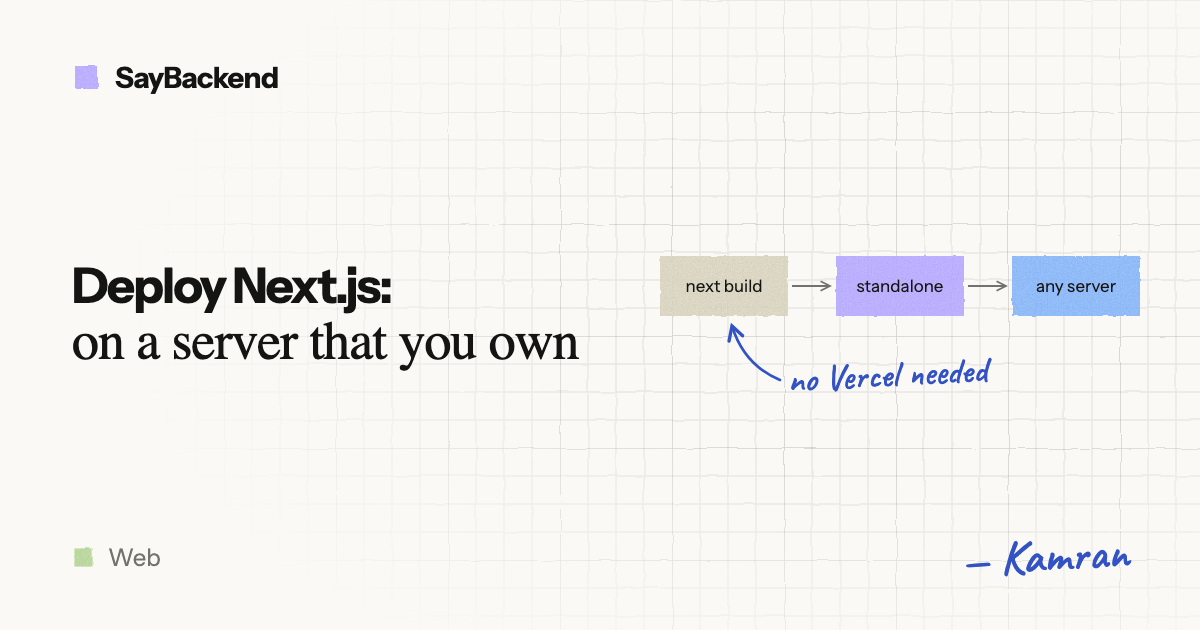 SayBackend
Deploy Next.js:
on a server that you own
next build
standalone
any server
no Vercel needed
Web
– Kamran